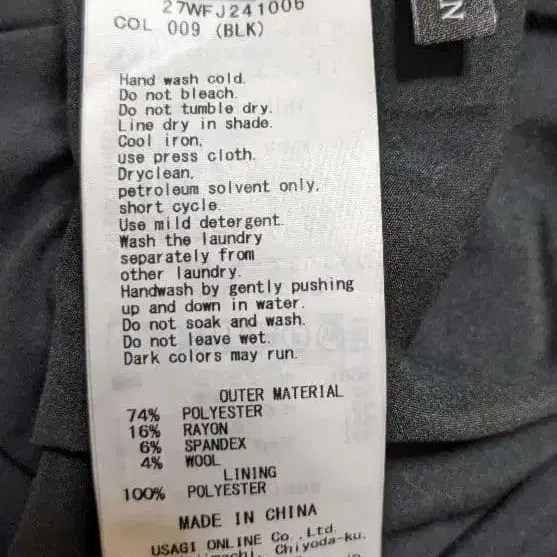 27WFJ241006
COL 009 (BLK)
N
Hand wash cold.
Do not bleach.
Do not tumble dry.
Line dry in shade.
Cool iron,
use press cloth.
Dryclean,
petroleum solvent only,
short cycle.
Use mild detergent.
Wash the laundry
separately from
other laundry.
Handwash by gently pushing
up and down in water.
Do not soak and wash.
Do not leave wet.
Dark colors may run.
OUTER MATERIAL
74% POLYESTER
16% RAYON
6% SPANDEX
4% WOOL
LINING
100% POLYESTER
MADE IN CHINA
USAGI ONLINE Co.,Ltd.
Chiyoda-ku,